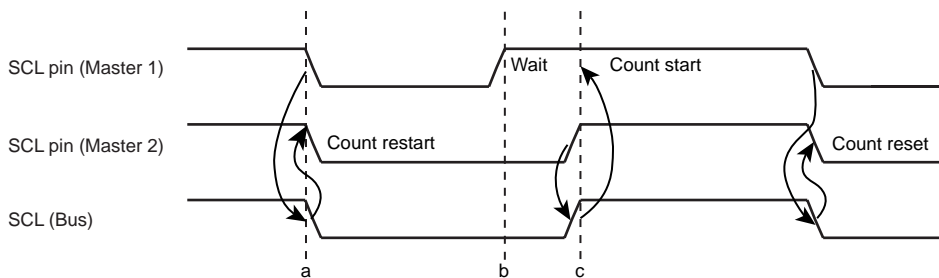 SCL pin (Master 1)
Wait
Count start
SCL pin (Master 2)
Count restart
Count reset
SCL (Bus)
a
b
c